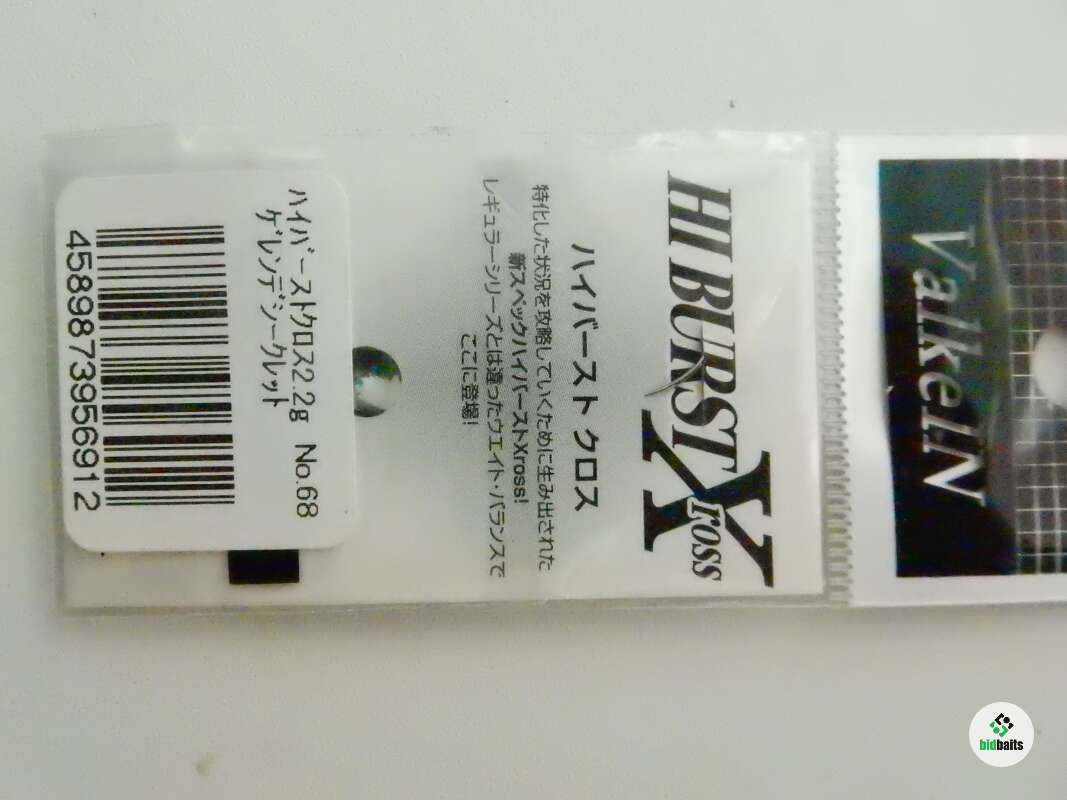 ValkeIN
HI BURST
Xross
ハイバースト クロス
特化した状況を攻略していくために生み出された
新スペックハイバーストXross!
レギュラーシリーズとは違ったウエイト・バランスで
ここに登場!
ハイバーストクロス2.2g No.68
ゲレンデシークレット
4589873956912
bidbaits